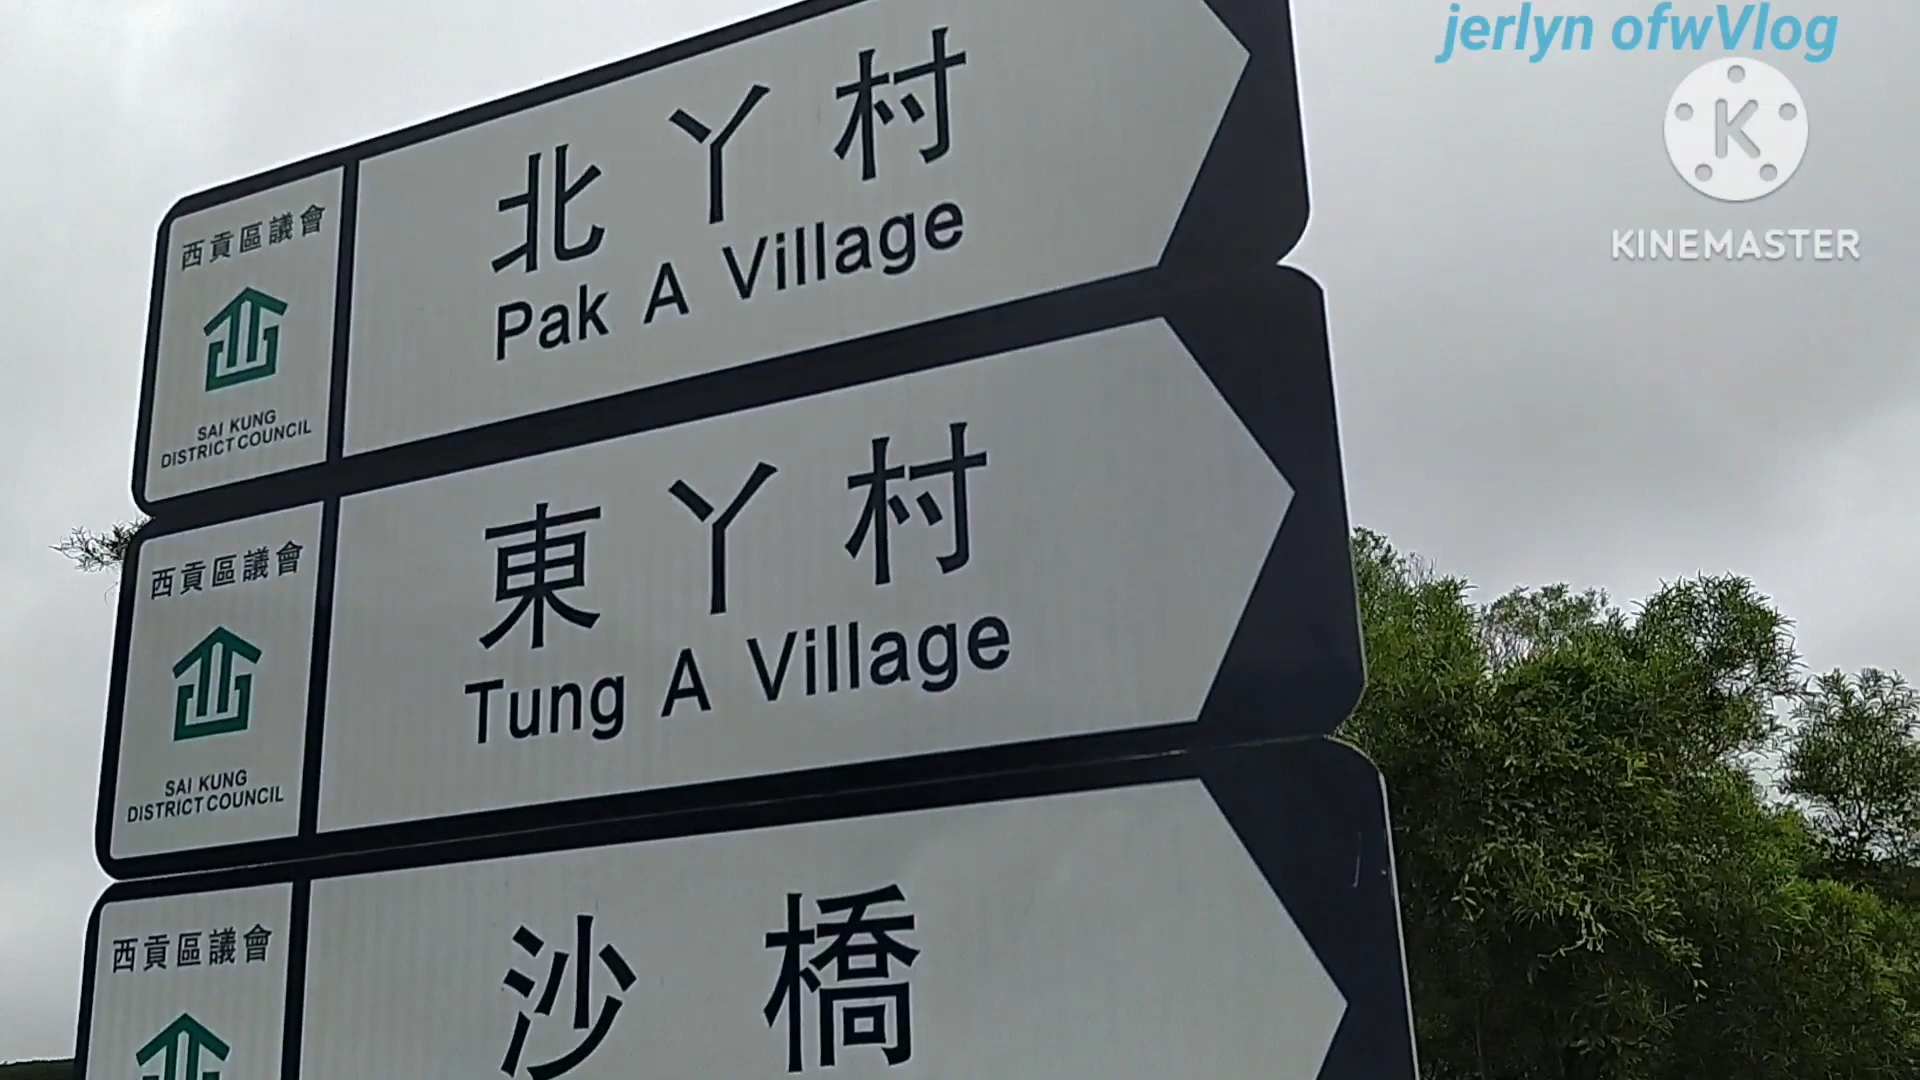 jerlyn ofwVlog
KINEMASTER
北丫村
Pak A Village
西貢區議會
SAI KUNG
DISTRICT COUNCIL
東丫村
Tung A Village
西貢區議會
SAI KUNG
DISTRICT COUNCIL
沙橋
西貢區議會